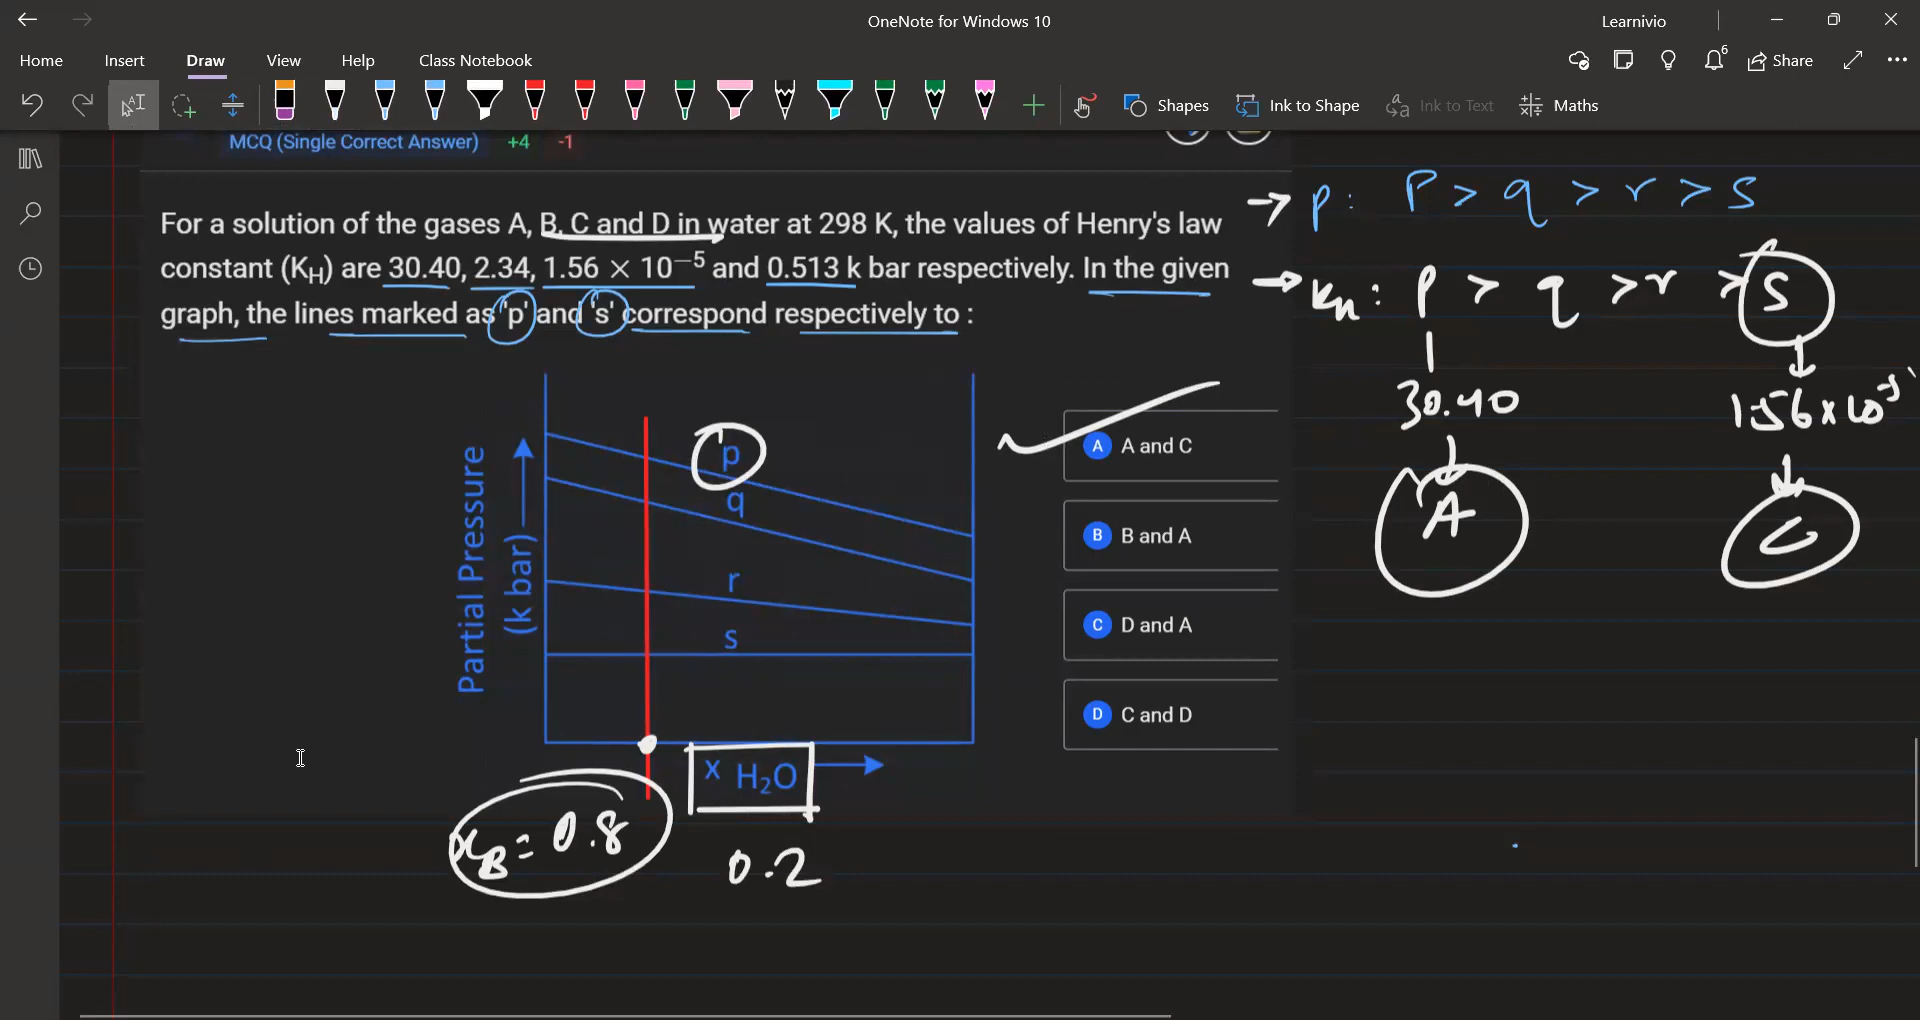 OneNote for Windows 10
Learnivio
Home Insert Draw View Help Class Notebook
6
Share
Shapes Ink to Shape Ink to Text Maths
MCQ (Single Correct Answer) +4 -1
For a solution of the gases A, B, C and D in water at 298 K, the values of Henry's law
constant (K_H) are 30.40, 2.34, 1.56 × 10⁻⁵ and 0.513 k bar respectively. In the given
graph, the lines marked as 'p' and 's' correspond respectively to :
p: P > q > r > s
K_H : p > q > r > s
30.40
1.56 × 10⁻⁵
A
C
Partial Pressure
(k bar)
p
q
r
s
x H₂O
x_B = 0.8
0.2
A A and C
B B and A
C D and A
D C and D